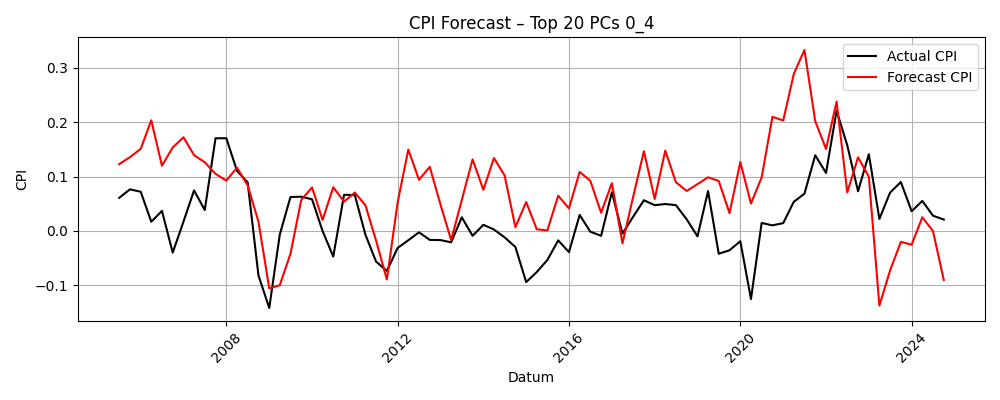 CPI Forecast – Top 20 PCs 0_4
Actual CPI
Forecast CPI
CPI
0.3
0.2
0.1
0.0
−0.1
2008
2012
2016
2020
2024
Datum